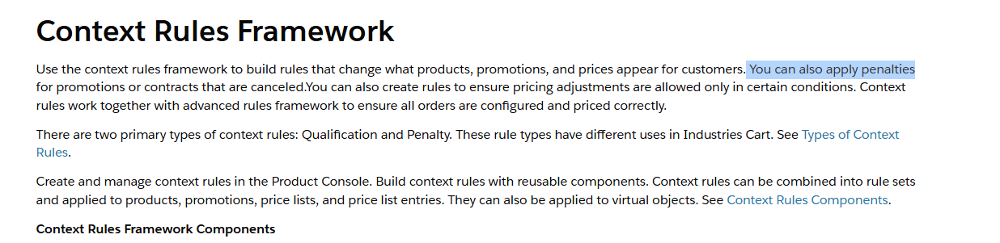 Context Rules Framework
Use the context rules framework to build rules that change what products, promotions, and prices appear for customers. You can also apply penalties
for promotions or contracts that are canceled.You can also create rules to ensure pricing adjustments are allowed only in certain conditions. Context
rules work together with advanced rules framework to ensure all orders are configured and priced correctly.
There are two primary types of context rules: Qualification and Penalty. These rule types have different uses in Industries Cart. See Types of Context
Rules.
Create and manage context rules in the Product Console. Build context rules with reusable components. Context rules can be combined into rule sets
and applied to products, promotions, price lists, and price list entries. They can also be applied to virtual objects. See Context Rules Components.
Context Rules Framework Components